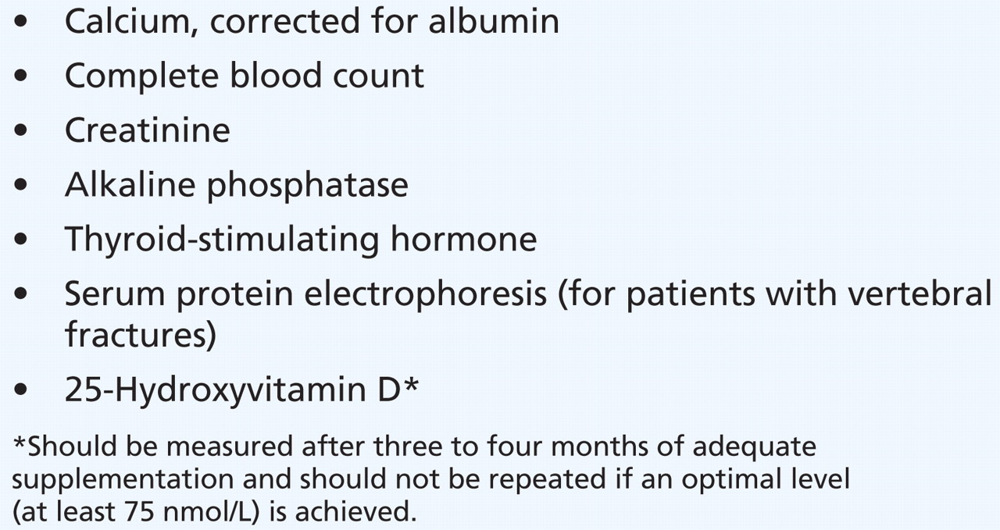 • Calcium, corrected for albumin
• Complete blood count
• Creatinine
• Alkaline phosphatase
• Thyroid-stimulating hormone
• Serum protein electrophoresis (for patients with vertebral
fractures)
• 25-Hydroxyvitamin D*
*Should be measured after three to four months of adequate
supplementation and should not be repeated if an optimal level
(at least 75 nmol/L) is achieved.